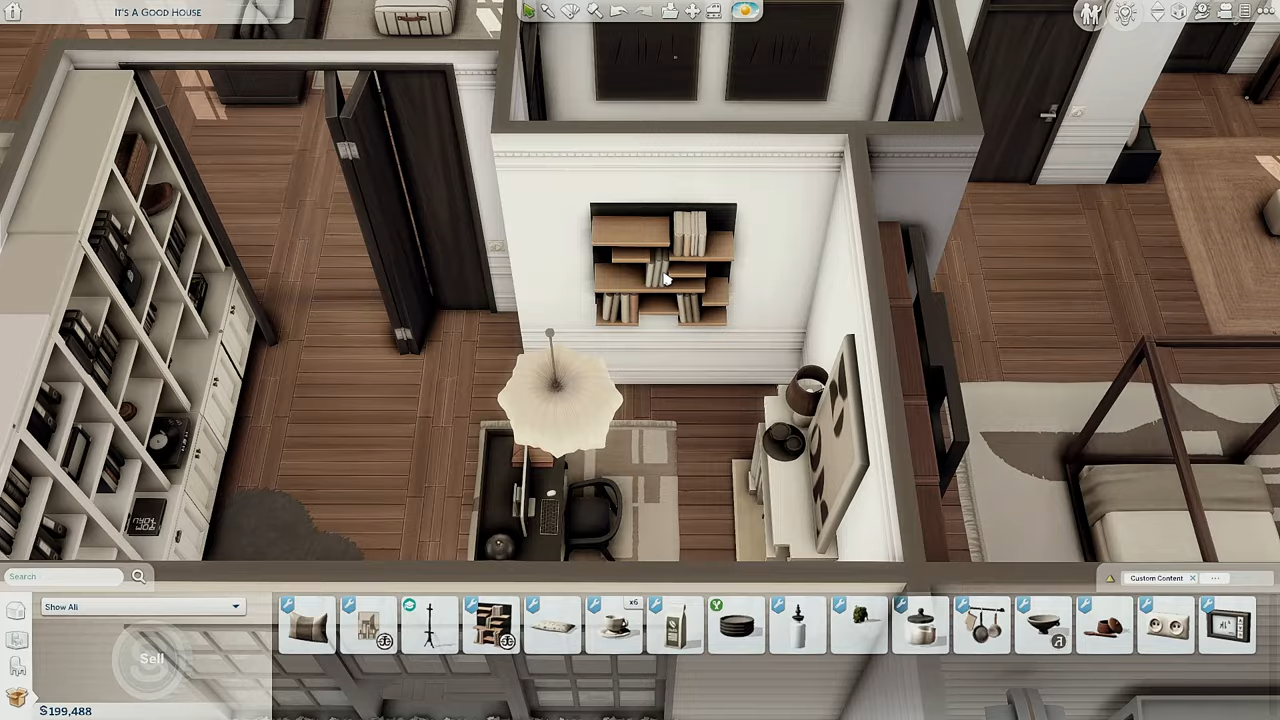 IT'S A GOOD HOUSE
Search
Custom Content
Show All
x6
Sell
$199,488